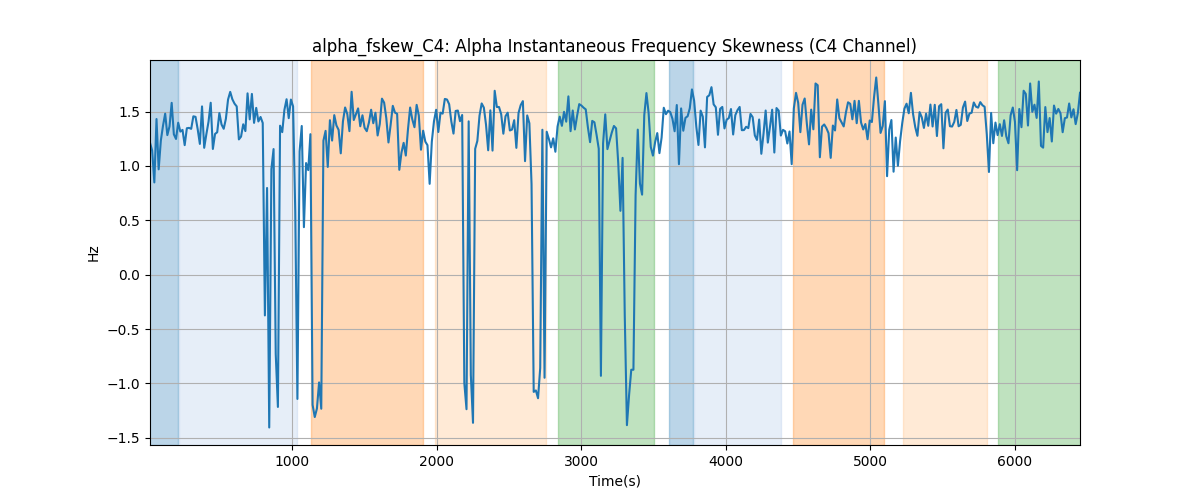 alpha_fskew_C4: Alpha Instantaneous Frequency Skewness (C4 Channel)
Hz
1.5
1.0
0.5
0.0
−0.5
−1.0
−1.5
1000 2000 3000 4000 5000 6000
Time(s)